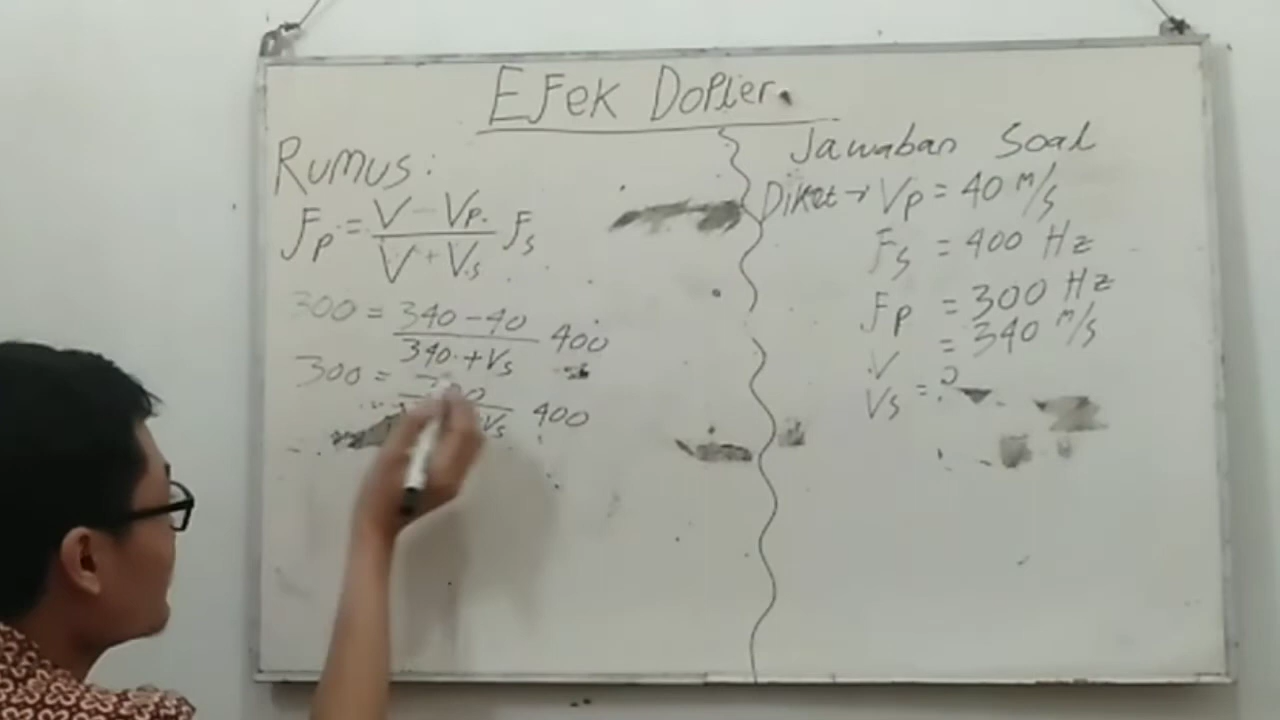 Efek Dopler
Rumus:
Fp = V - Vp / V + Vs Fs
300 = 340 - 40 / 340 + Vs 400
300 = / Vs 400
Jawaban Soal
Diket → Vp = 40 m/s
Fs = 400 Hz
Fp = 300 Hz
V = 340 m/s
Vs = ?